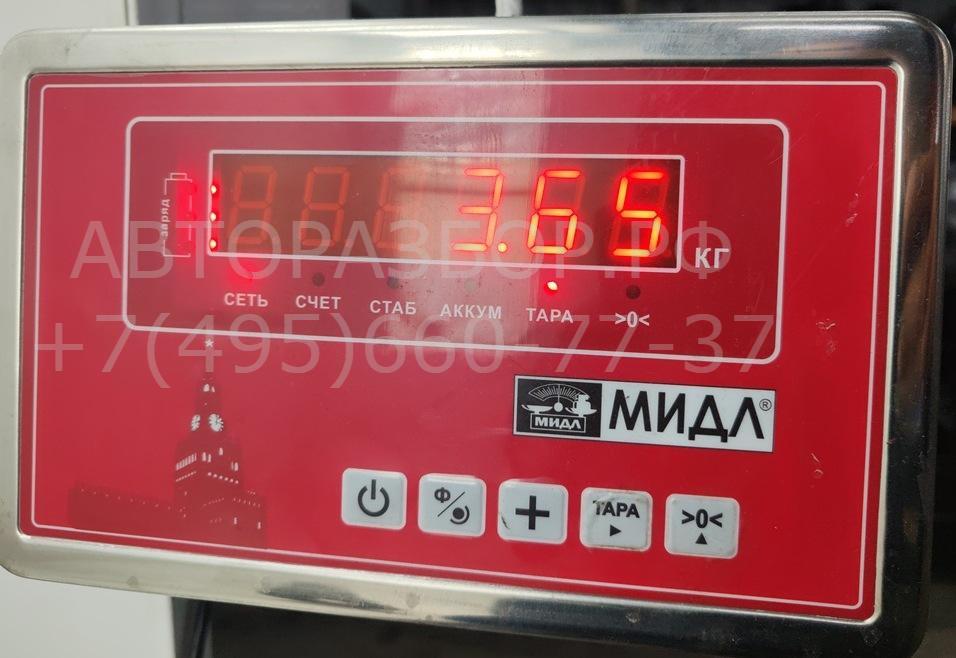 заряд
3.65
КГ
СЕТЬ СЧЕТ СТАБ АККУМ ТАРА >0<
АВТОРАЗБОР.РФ
+7(495)660-77-37
МИДЛ
МИДЛ®
Ф
+
ТАРА
>0<